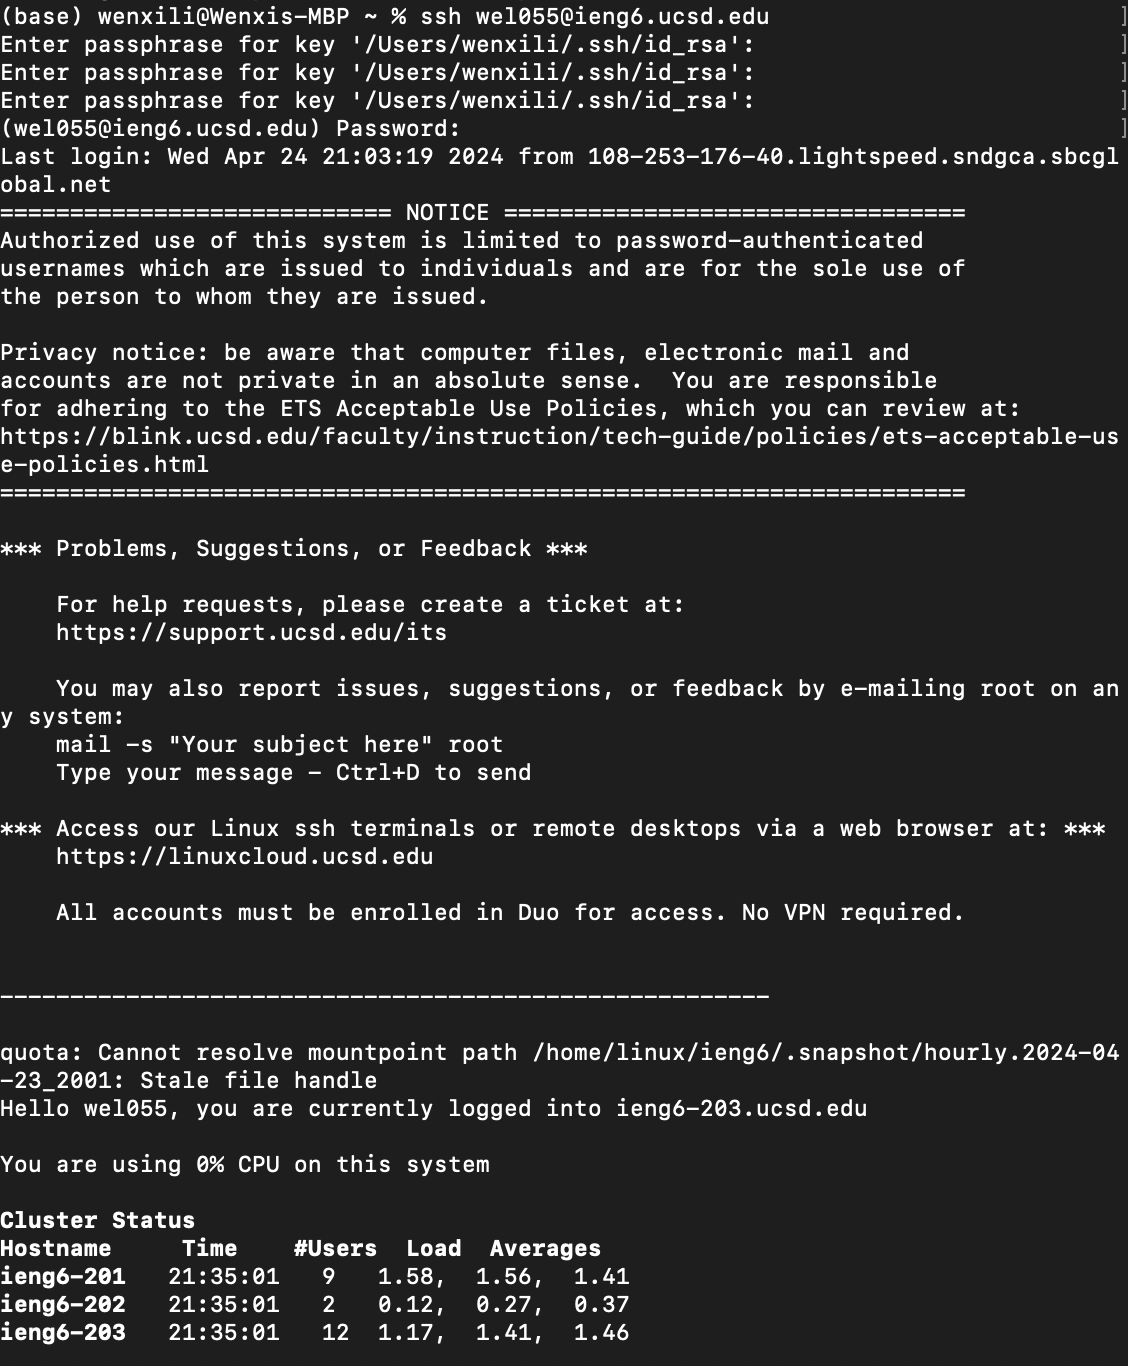 (base) wenxili@Wenxis-MBP ~ % ssh wel055@ieng6.ucsd.edu ]
Enter passphrase for key '/Users/wenxili/.ssh/id_rsa': ]
Enter passphrase for key '/Users/wenxili/.ssh/id_rsa': ]
Enter passphrase for key '/Users/wenxili/.ssh/id_rsa': ]
(wel055@ieng6.ucsd.edu) Password: ]
Last login: Wed Apr 24 21:03:19 2024 from 108-253-176-40.lightspeed.sndgca.sbcgl
obal.net
============================ NOTICE =================================
Authorized use of this system is limited to password-authenticated
usernames which are issued to individuals and are for the sole use of
the person to whom they are issued.

Privacy notice: be aware that computer files, electronic mail and
accounts are not private in an absolute sense.  You are responsible
for adhering to the ETS Acceptable Use Policies, which you can review at:
https://blink.ucsd.edu/faculty/instruction/tech-guide/policies/ets-acceptable-us
e-policies.html
=====================================================================

*** Problems, Suggestions, or Feedback ***

    For help requests, please create a ticket at:
    https://support.ucsd.edu/its

    You may also report issues, suggestions, or feedback by e-mailing root on an
y system:
    mail -s "Your subject here" root
    Type your message - Ctrl+D to send

*** Access our Linux ssh terminals or remote desktops via a web browser at: ***
    https://linuxcloud.ucsd.edu

    All accounts must be enrolled in Duo for access. No VPN required.


-------------------------------------------------------

quota: Cannot resolve mountpoint path /home/linux/ieng6/.snapshot/hourly.2024-04
-23_2001: Stale file handle
Hello wel055, you are currently logged into ieng6-203.ucsd.edu

You are using 0% CPU on this system

Cluster Status
Hostname     Time    #Users  Load  Averages
ieng6-201   21:35:01   9   1.58,  1.56,  1.41
ieng6-202   21:35:01   2   0.12,  0.27,  0.37
ieng6-203   21:35:01   12  1.17,  1.41,  1.46